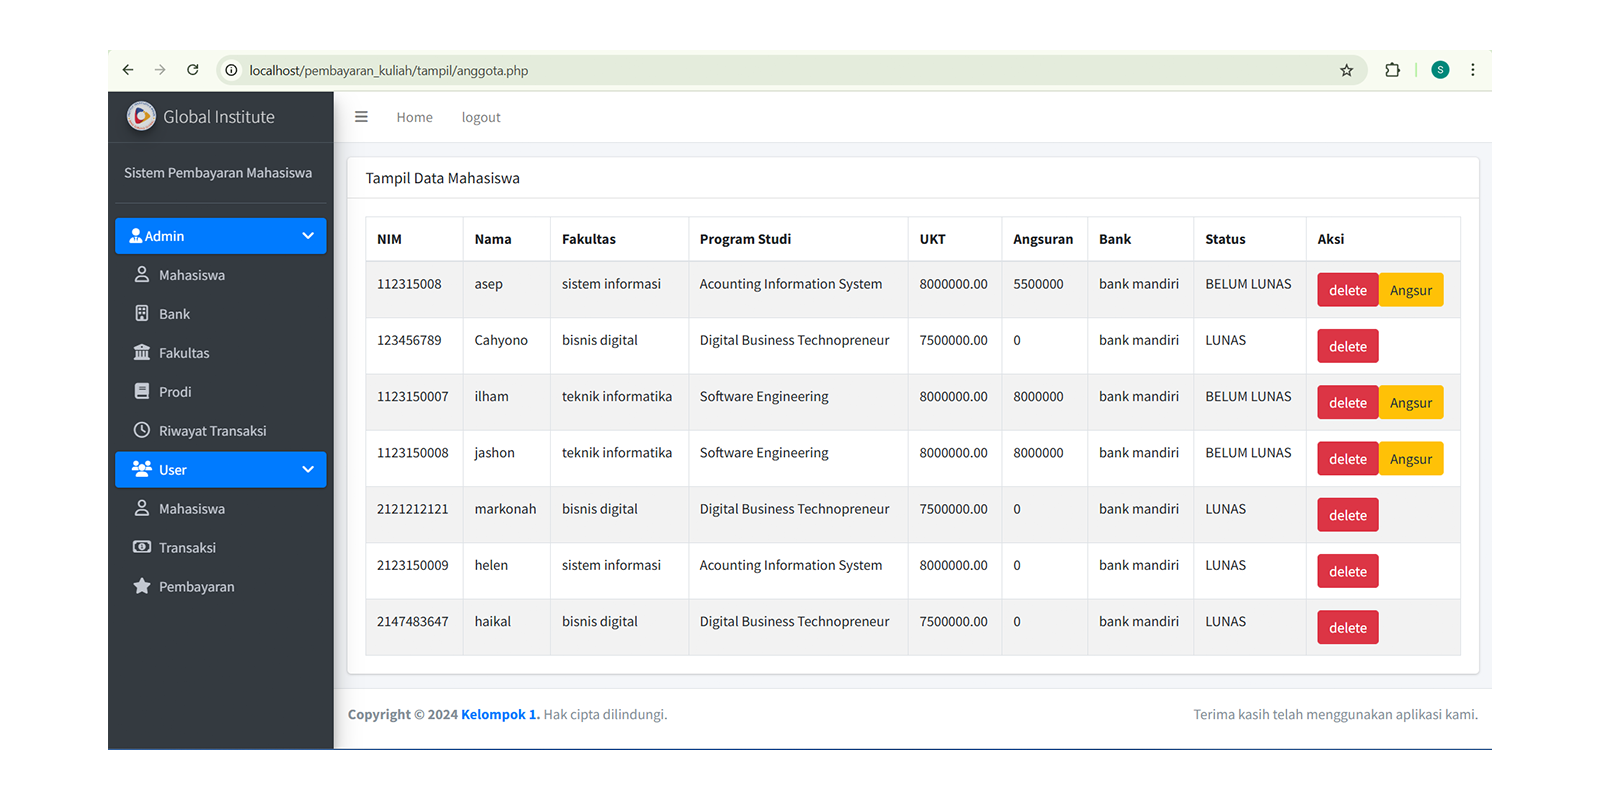 localhost/pembayaran_kuliah/tampil/anggota.php
S
Global Institute
Home logout
Sistem Pembayaran Mahasiswa
Admin
Mahasiswa
Bank
Fakultas
Prodi
Riwayat Transaksi
User
Mahasiswa
Transaksi
Pembayaran
Tampil Data Mahasiswa
NIM Nama Fakultas Program Studi UKT Angsuran Bank Status Aksi
112315008 asep sistem informasi Acounting Information System 8000000.00 5500000 bank mandiri BELUM LUNAS delete Angsur
123456789 Cahyono bisnis digital Digital Business Technopreneur 7500000.00 0 bank mandiri LUNAS delete
1123150007 ilham teknik informatika Software Engineering 8000000.00 8000000 bank mandiri BELUM LUNAS delete Angsur
1123150008 jashon teknik informatika Software Engineering 8000000.00 8000000 bank mandiri BELUM LUNAS delete Angsur
2121212121 markonah bisnis digital Digital Business Technopreneur 7500000.00 0 bank mandiri LUNAS delete
2123150009 helen sistem informasi Acounting Information System 8000000.00 0 bank mandiri LUNAS delete
2147483647 haikal bisnis digital Digital Business Technopreneur 7500000.00 0 bank mandiri LUNAS delete
Copyright © 2024 Kelompok 1. Hak cipta dilindungi. Terima kasih telah menggunakan aplikasi kami.